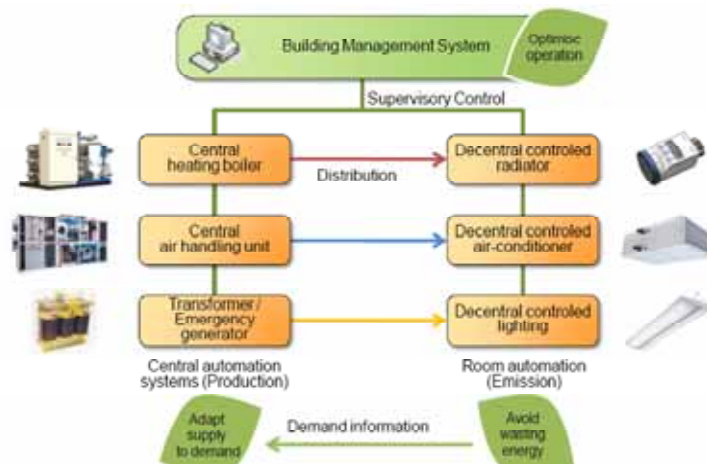 Building Management System
Optimise
operation
Supervisory Control
Central
heating boiler
Distribution
Decentral controled
radiator
Central
air handling unit
Decentral controled
air-conditioner
Transformer /
Emergency
generator
Decentral controled
lighting
Central automation
systems (Production)
Room automation
(Emission)
Adapt
supply
to demand
Demand information
Avoid
wasting
energy